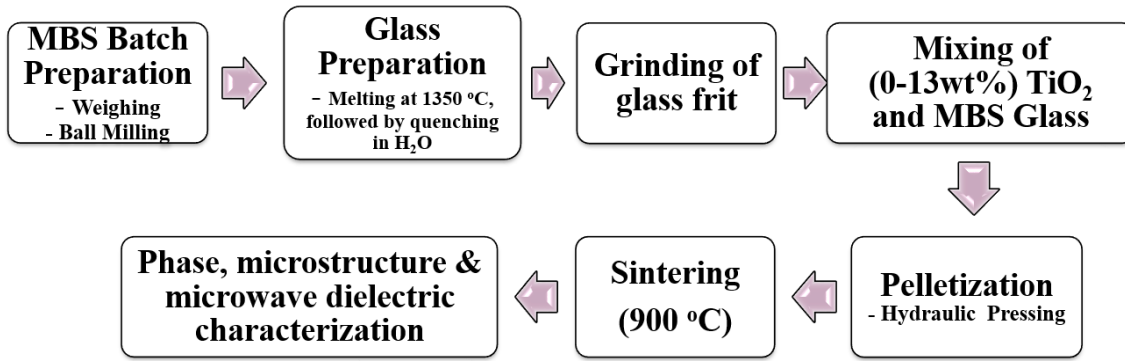 MBS Batch
Preparation
- Weighing
- Ball Milling
Glass
Preparation
- Melting at 1350 °C,
followed by quenching
in H₂O
Grinding of
glass frit
Mixing of
(0-13wt%) TiO₂
and MBS Glass
Pelletization
- Hydraulic Pressing
Sintering
(900 °C)
Phase, microstructure &
microwave dielectric
characterization